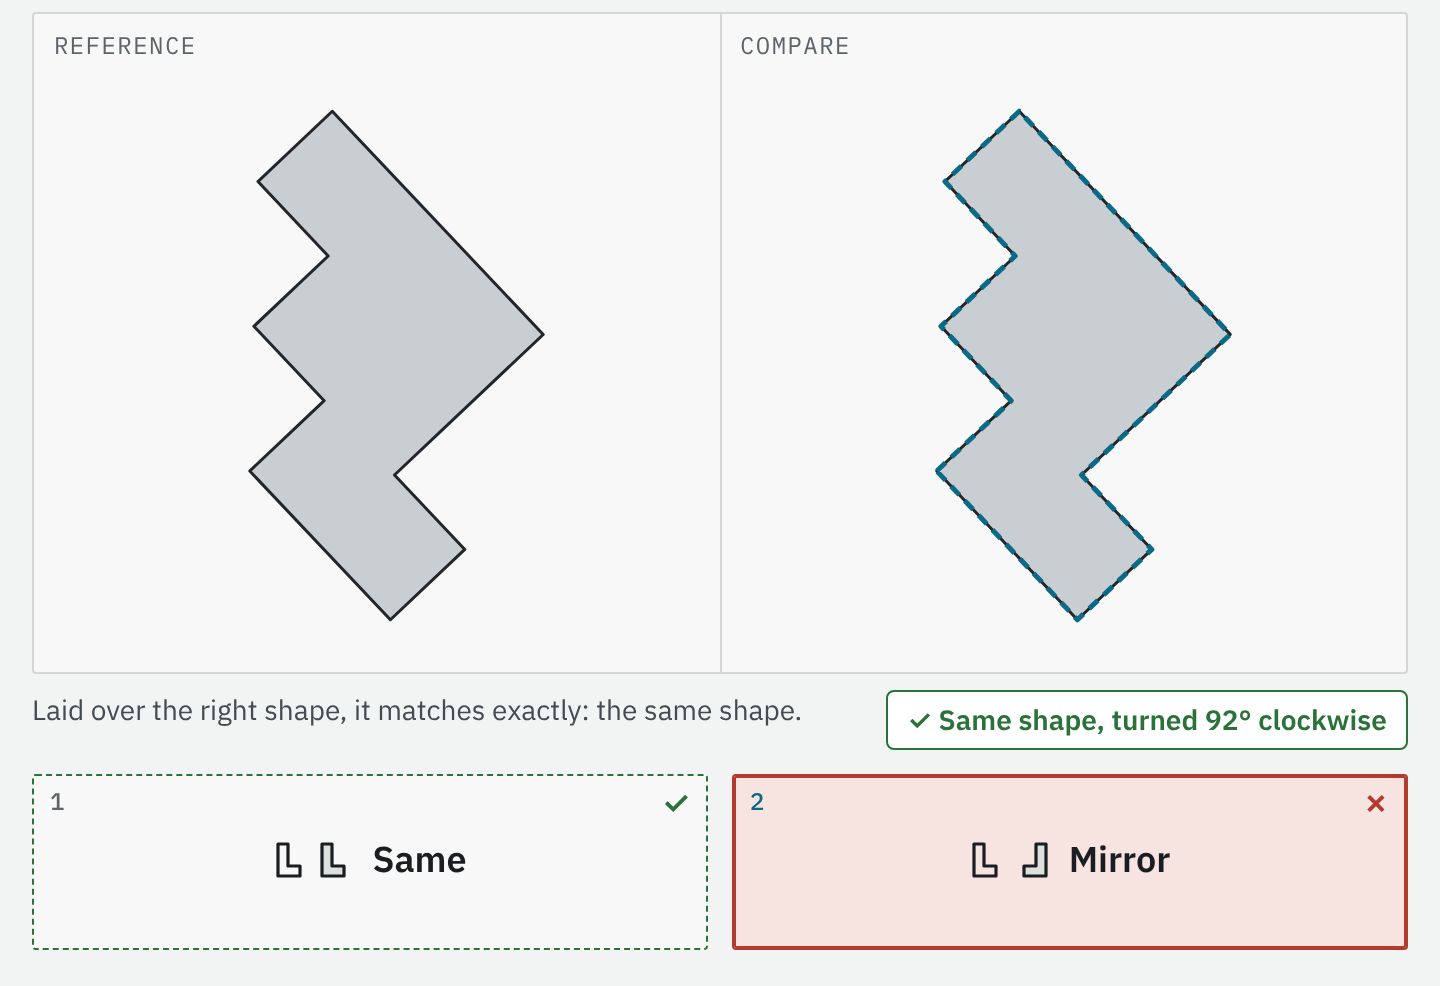 REFERENCE
COMPARE
Laid over the right shape, it matches exactly: the same shape.
✓ Same shape, turned 92° clockwise
1
Same
2
Mirror